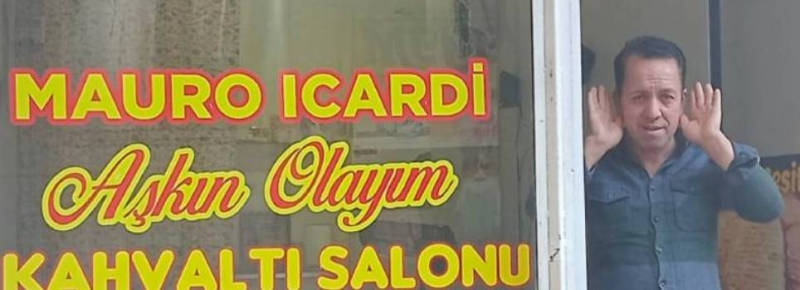 MAURO ICARDİ
Aşkın Olayım
KAHVALTI SALONU